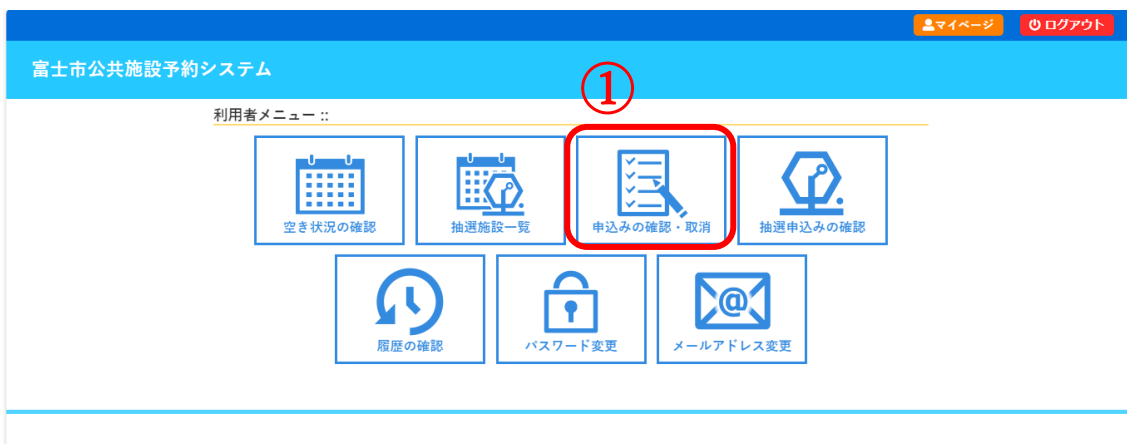 マイページ ログアウト
富士市公共施設予約システム
①
利用者メニュー ::
空き状況の確認 抽選施設一覧 申込みの確認・取消 抽選申込みの確認
履歴の確認 パスワード変更 @ メールアドレス変更